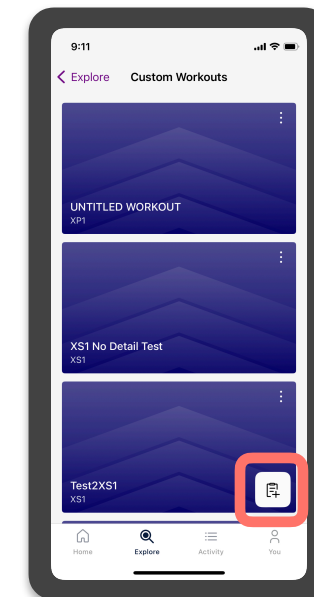 9:11
Explore Custom Workouts
UNTITLED WORKOUT
XP1
XS1 No Detail Test
XS1
Test2XS1
XS1
Home Explore Activity You